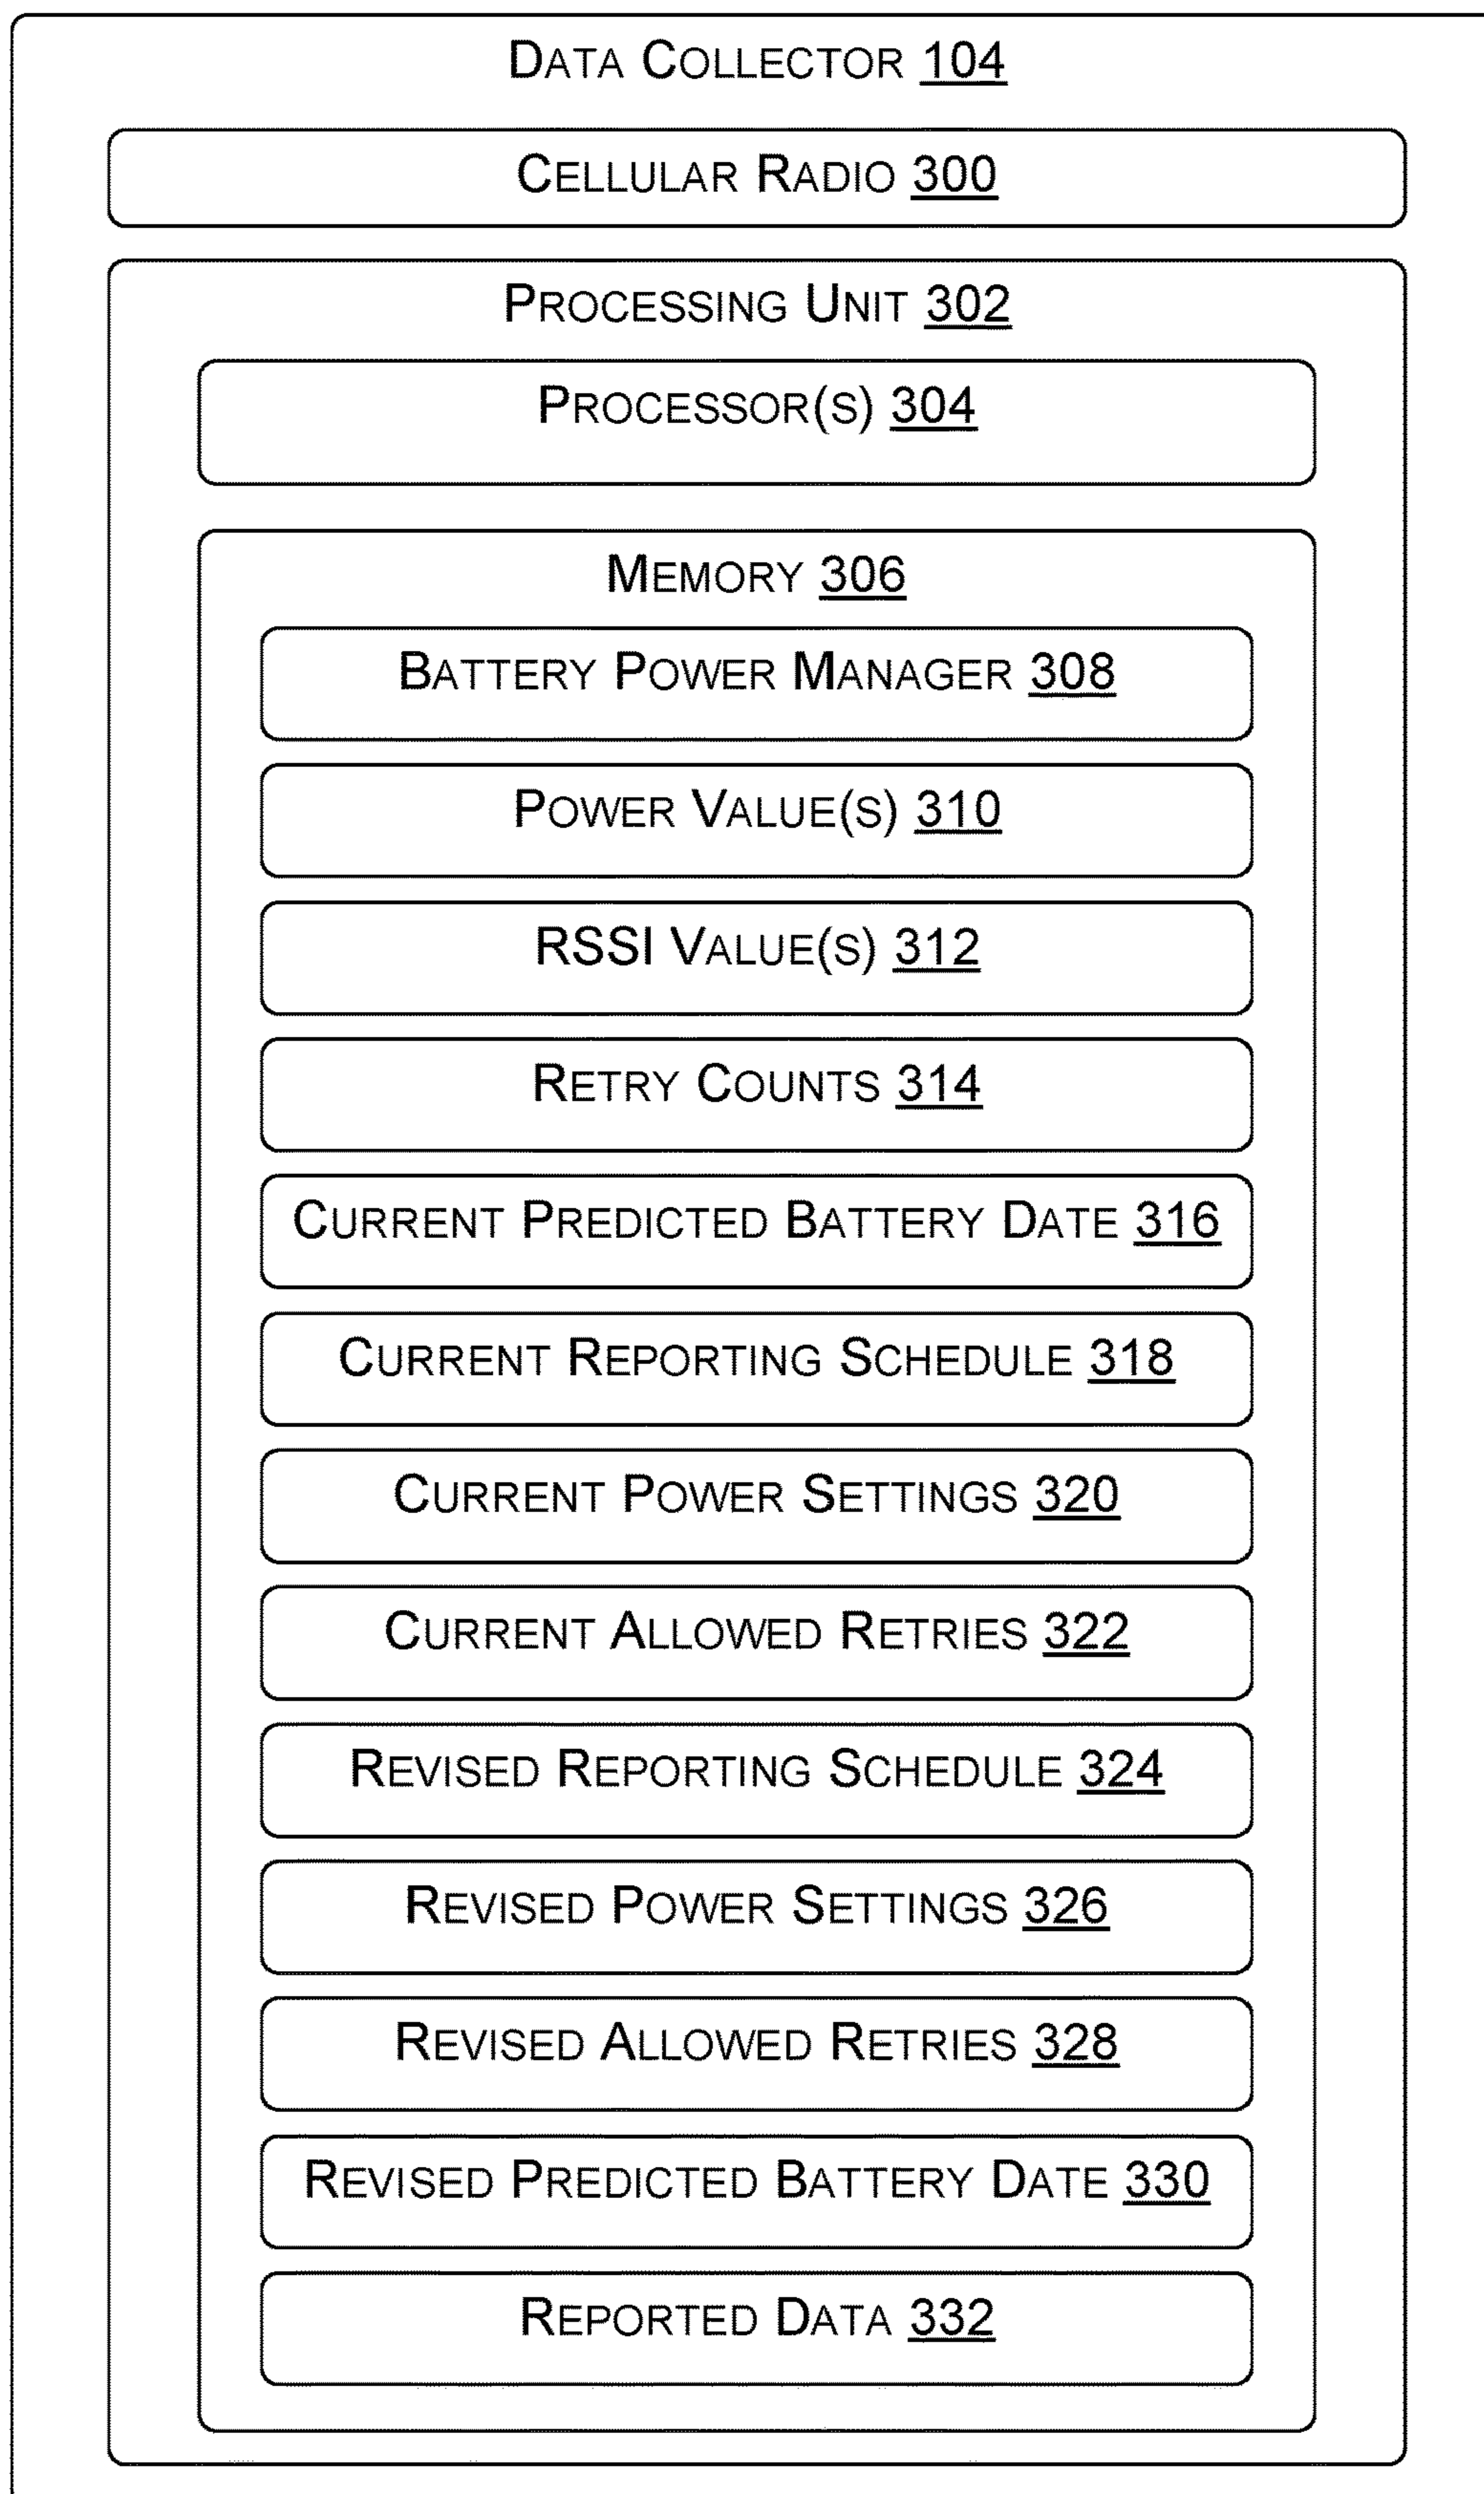 DATA COLLECTOR 104
CELLULAR RADIO 300
PROCESSING UNIT 302
PROCESSOR(S) 304
MEMORY 306
BATTERY POWER MANAGER 308
POWER VALUE(S) 310
RSSI VALUE(S) 312
RETRY COUNTS 314
CURRENT PREDICTED BATTERY DATE 316
CURRENT REPORTING SCHEDULE 318
CURRENT POWER SETTINGS 320
CURRENT ALLOWED RETRIES 322
REVISED REPORTING SCHEDULE 324
REVISED POWER SETTINGS 326
REVISED ALLOWED RETRIES 328
REVISED PREDICTED BATTERY DATE 330
REPORTED DATA 332